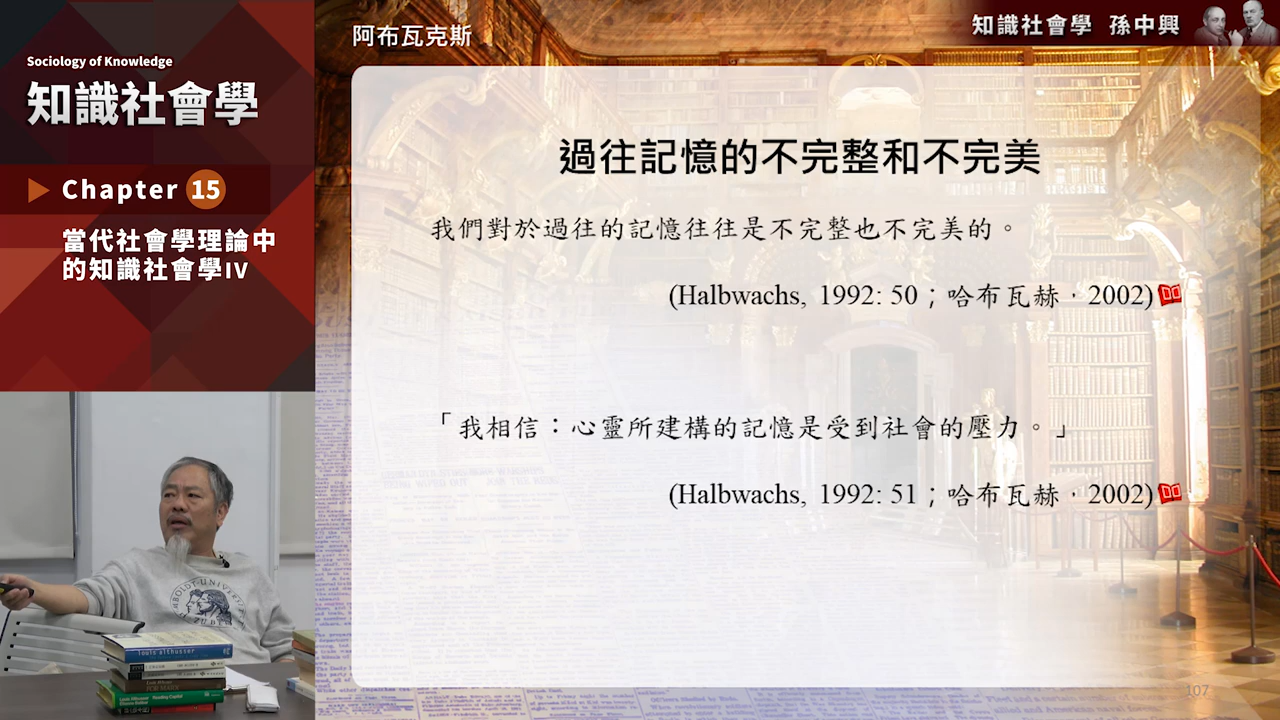 Sociology of Knowledge
知識社會學
Chapter 15
當代社會學理論中
的知識社會學IV
阿布瓦克斯
知識社會學 孫中興
過往記憶的不完整和不完美
我們對於過往的記憶往往是不完整也不完美的。
(Halbwachs, 1992: 50；哈布瓦赫，2002)
「我相信：心靈所建構的記憶是受到社會的壓力。」
(Halbwachs, 1992: 51；哈布瓦赫，2002)
107
louis althusser